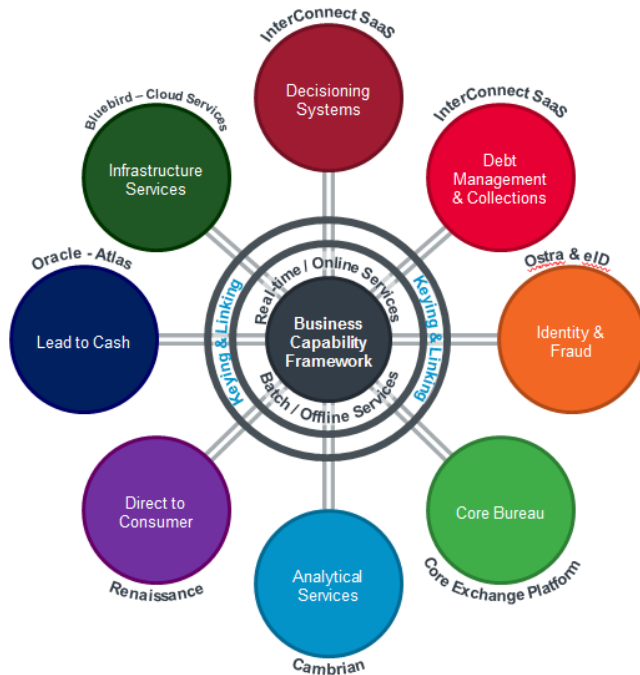 InterConnect SaaS
Decisioning
Systems
InterConnect SaaS
Debt
Management
& Collections
Ostra & eID
Identity &
Fraud
Core Bureau
Core Exchange Platform
Analytical
Services
Cambrian
Direct to
Consumer
Renaissance
Oracle - Atlas
Lead to Cash
Bluebird – Cloud Services
Infrastructure
Services
Keying & Linking
Real-time / Online Services
Business
Capability
Framework
Batch / Offline Services
Keying & Linking